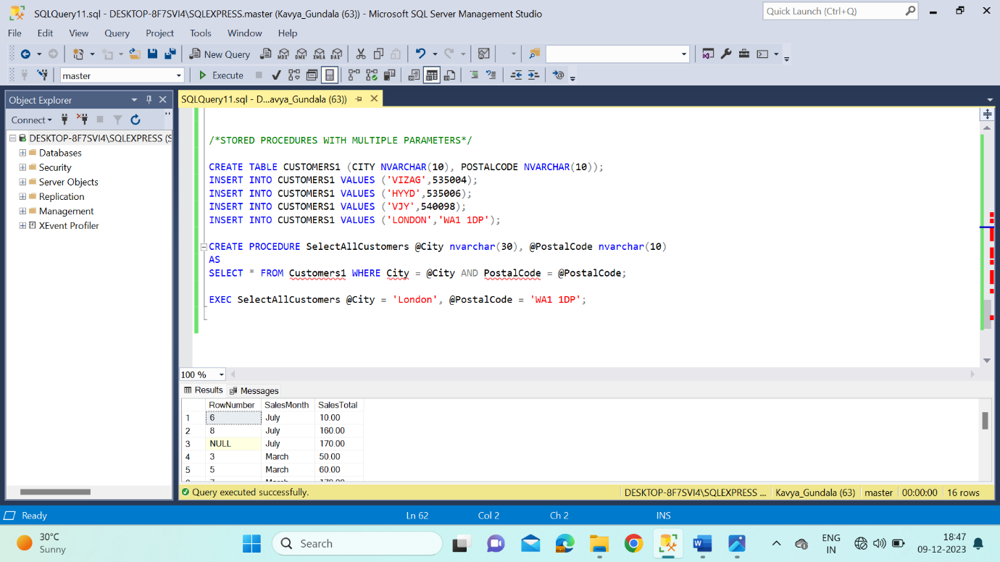 SQLQuery11.sql - DESKTOP-8F7SVI4\SQLEXPRESS.master (Kavya_Gundala (63)) - Microsoft SQL Server Management Studio
Quick Launch (Ctrl+Q)
File Edit View Query Project Tools Window Help
New Query MDX DMX XMLA DAX
master Execute
Object Explorer
SQLQuery11.sql - D...avya_Gundala (63))
Connect
DESKTOP-8F7SVI4\SQLEXPRESS (S
Databases
Security
Server Objects
Replication
Management
XEvent Profiler
/*STORED PROCEDURES WITH MULTIPLE PARAMETERS*/
CREATE TABLE CUSTOMERS1 (CITY NVARCHAR(10), POSTALCODE NVARCHAR(10));
INSERT INTO CUSTOMERS1 VALUES ('VIZAG',535004);
INSERT INTO CUSTOMERS1 VALUES ('HYYD',535006);
INSERT INTO CUSTOMERS1 VALUES ('VJY',540098);
INSERT INTO CUSTOMERS1 VALUES ('LONDON','WA1 1DP');
CREATE PROCEDURE SelectAllCustomers @City nvarchar(30), @PostalCode nvarchar(10)
AS
SELECT * FROM Customers1 WHERE City = @City AND PostalCode = @PostalCode;
EXEC SelectAllCustomers @City = 'London', @PostalCode = 'WA1 1DP';
100 %
Results Messages
RowNumber SalesMonth SalesTotal
1 6 July 10.00
2 8 July 160.00
3 NULL July 170.00
4 3 March 50.00
5 5 March 60.00
Query executed successfully. DESKTOP-8F7SVI4\SQLEXPRESS ... Kavya_Gundala (63) master 00:00:00 16 rows
Ready Ln 62 Col 2 Ch 2 INS
30°C
Sunny
Search
ENG
IN
18:47
09-12-2023